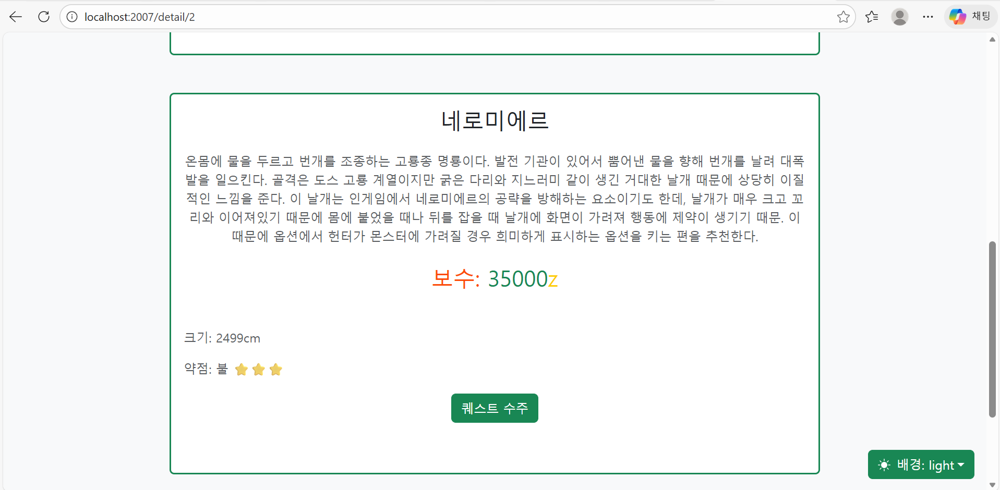 localhost:2007/detail/2
채팅
네로미에르
온몸에 물을 두르고 번개를 조종하는 고룡종 명룡이다. 발전 기관이 있어서 뿜어낸 물을 향해 번개를 날려 대폭
발을 일으킨다. 골격은 도스 고룡 계열이지만 굵은 다리와 지느러미 같이 생긴 거대한 날개 때문에 상당히 이질
적인 느낌을 준다. 이 날개는 인게임에서 네로미에르의 공략을 방해하는 요소이기도 한데, 날개가 매우 크고 꼬
리와 이어져있기 때문에 몸에 붙었을 때나 뒤를 잡을 때 날개에 화면이 가려져 행동에 제약이 생기기 때문. 이
때문에 옵션에서 헌터가 몬스터에 가려질 경우 희미하게 표시하는 옵션을 키는 편을 추천한다.
보수: 35000z
크기: 2499cm
약점: 불 ⭐⭐⭐
퀘스트 수주
배경: light